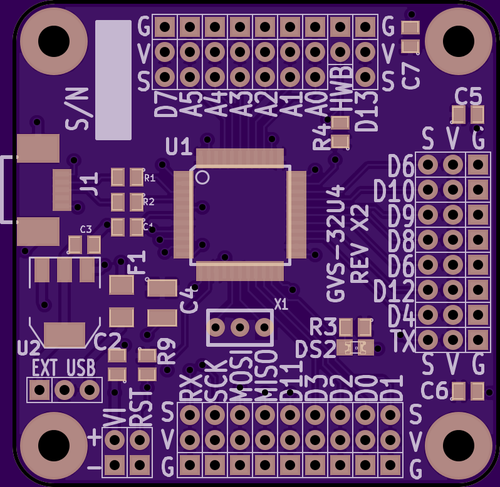 G G
V V
S S
D7 A5 A4 A3 A2 A1 A0 HWB D13
S/N
C7
C5
S V G
R4
U1
J1
R1
R2
C4
C3
F1
C4
U2
C2
R9
EXT USB
X1
GVS-32U4
REV X2
R3
DS2
D6
D10
D9
D8
D6
D12
D4
TX
S V G
C6
VI RST
+
-
RX SCK MOSI MISO D11 D3 D2 D0 D1
S S
V V
G G